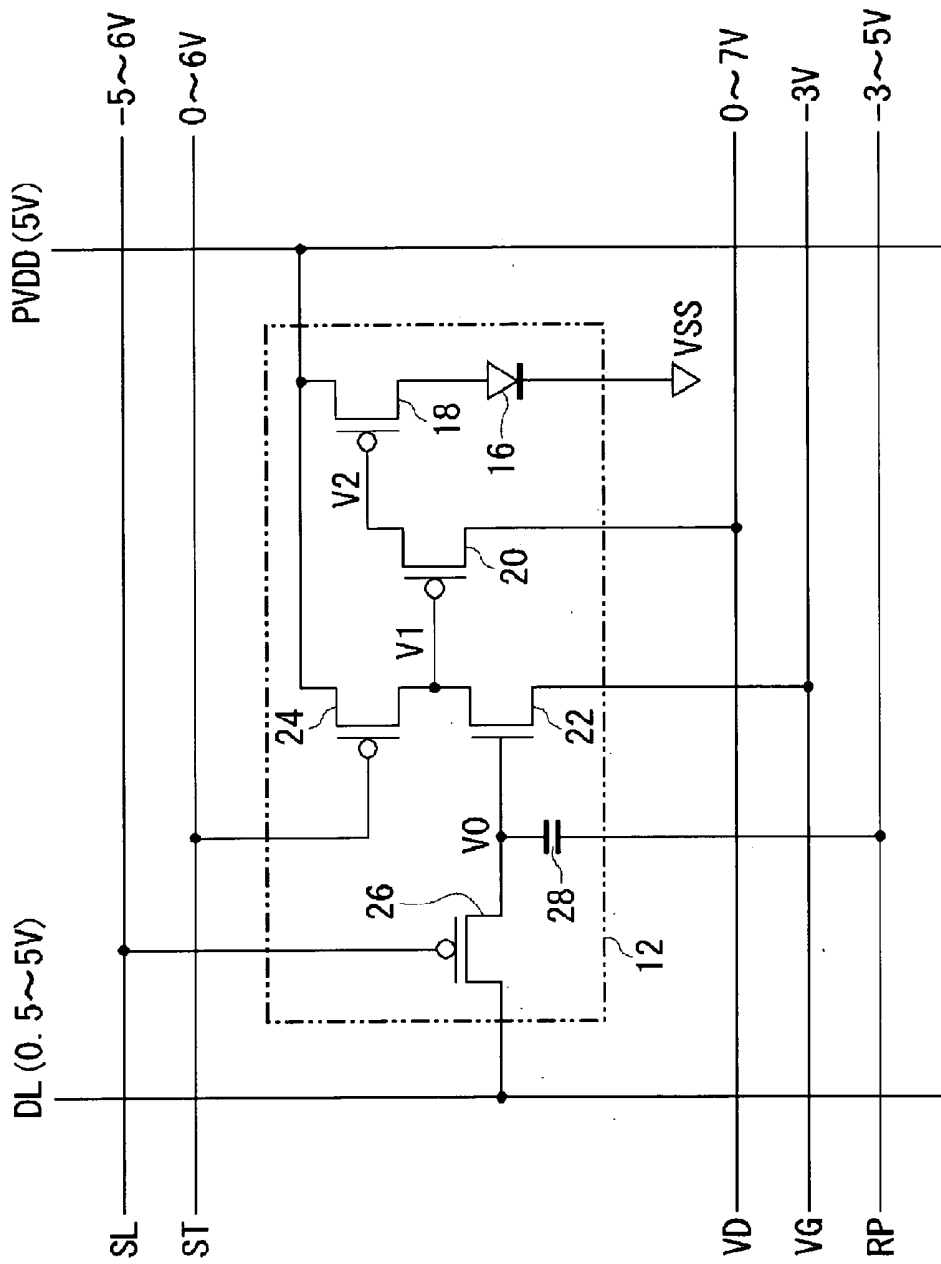 DL (0. 5～5V)
PVDD (5V)
SL
-5～6V
ST
0～6V
24
V2
18
26
V1
16
VSS
V0
20
28
22
12
VD
0～7V
VG
-3V
RP
-3～5V